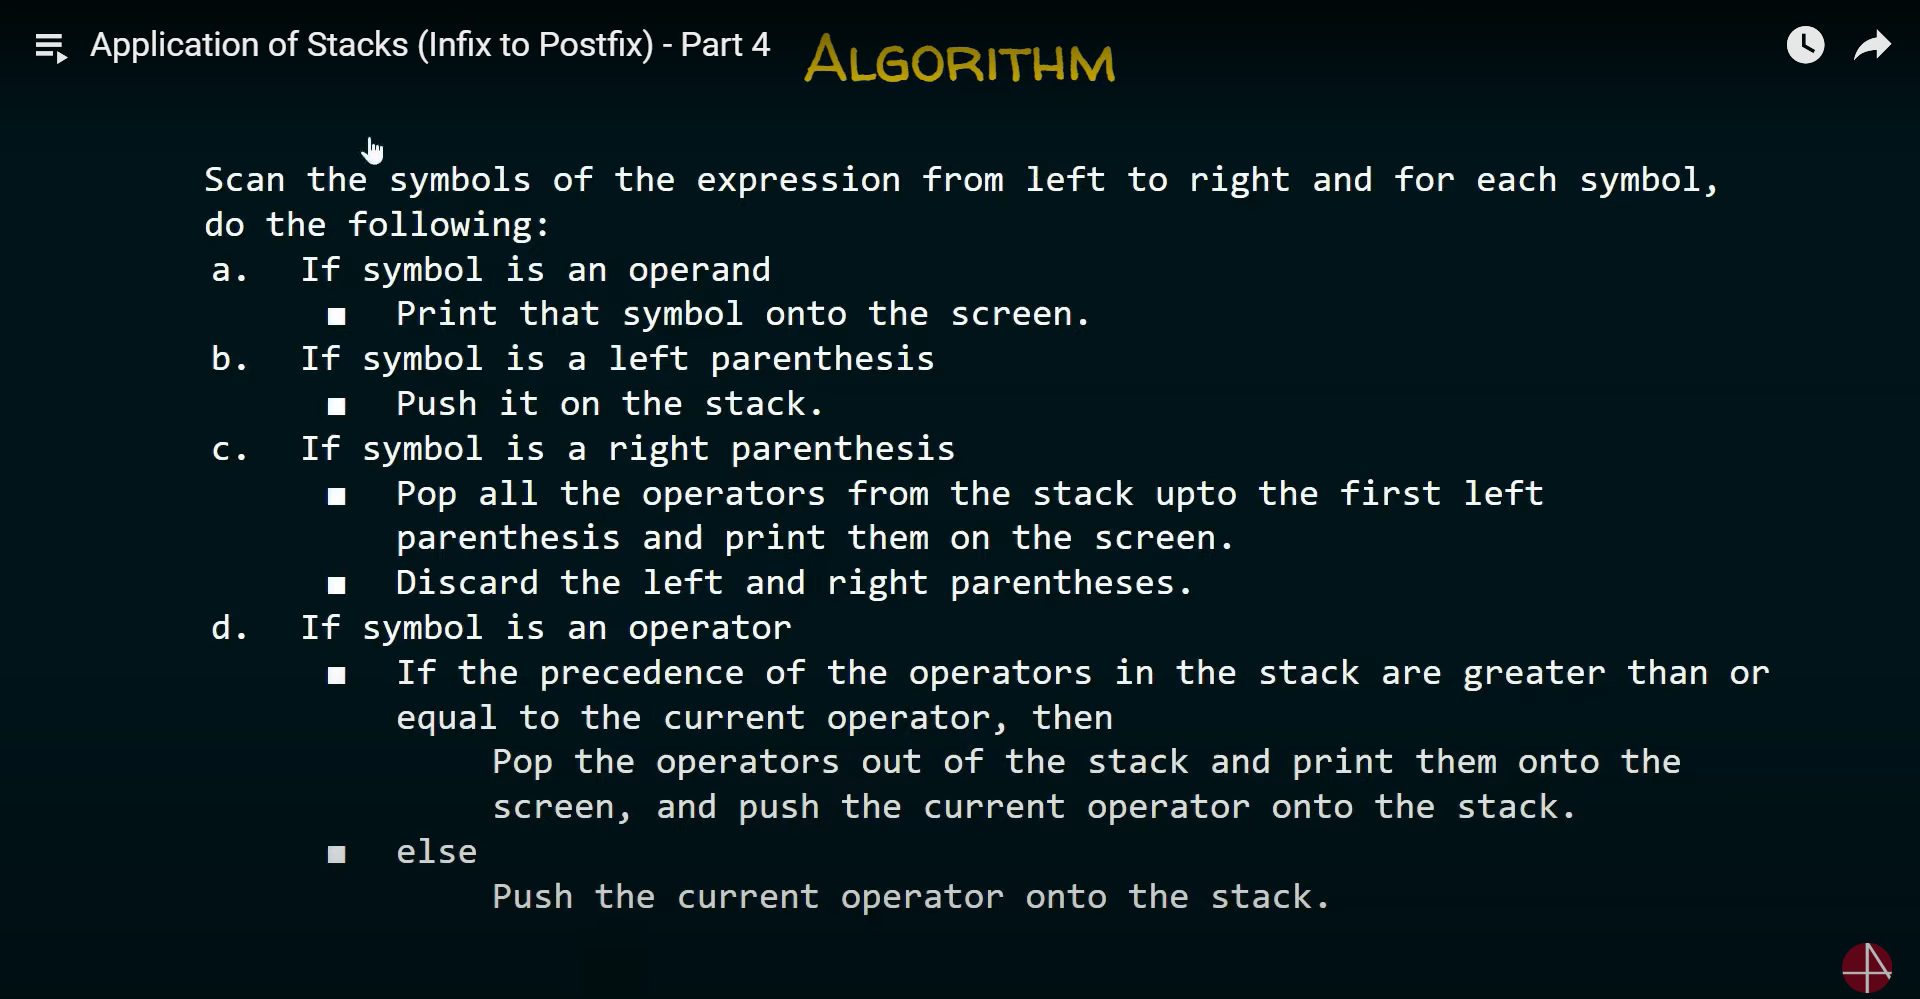 Application of Stacks (Infix to Postfix) - Part 4
ALGORITHM
Scan the symbols of the expression from left to right and for each symbol,
do the following:
a. If symbol is an operand
■ Print that symbol onto the screen.
b. If symbol is a left parenthesis
■ Push it on the stack.
c. If symbol is a right parenthesis
■ Pop all the operators from the stack upto the first left
parenthesis and print them on the screen.
■ Discard the left and right parentheses.
d. If symbol is an operator
■ If the precedence of the operators in the stack are greater than or
equal to the current operator, then
Pop the operators out of the stack and print them onto the
screen, and push the current operator onto the stack.
■ else
Push the current operator onto the stack.